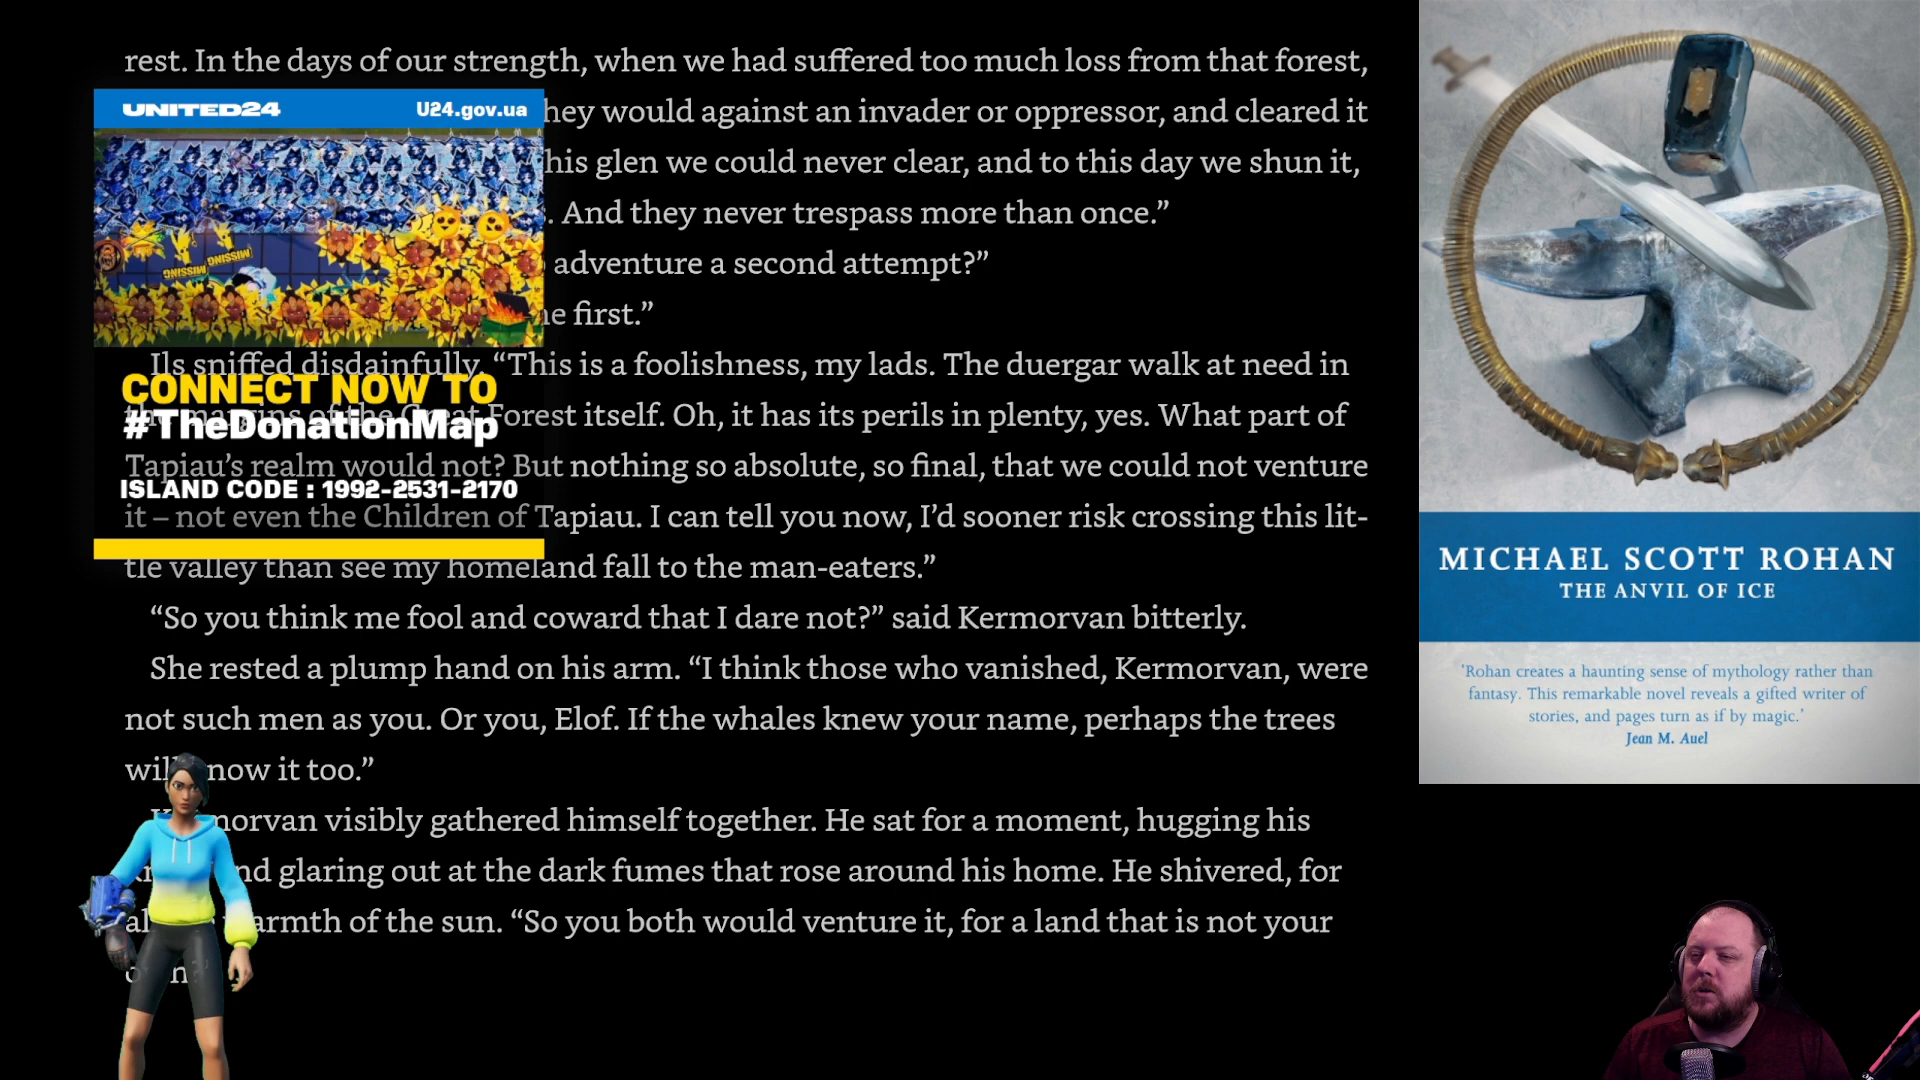 rest. In the days of our strength, when we had suffered too much loss from that forest,
hey would against an invader or oppressor, and cleared it
his glen we could never clear, and to this day we shun it,
. And they never trespass more than once.”
adventure a second attempt?”
e first.”
Ils sniffed disdainfully. “This is a foolishness, my lads. The duergar walk at need in
the margins of the Great Forest itself. Oh, it has its perils in plenty, yes. What part of
Tapiau’s realm would not? But nothing so absolute, so final, that we could not venture
it – not even the Children of Tapiau. I can tell you now, I’d sooner risk crossing this lit-
tle valley than see my homeland fall to the man-eaters.”
“So you think me fool and coward that I dare not?” said Kermorvan bitterly.
She rested a plump hand on his arm. “I think those who vanished, Kermorvan, were
not such men as you. Or you, Elof. If the whales knew your name, perhaps the trees
will know it too.”
Kermorvan visibly gathered himself together. He sat for a moment, hugging his
and glaring out at the dark fumes that rose around his home. He shivered, for
warmth of the sun. “So you both would venture it, for a land that is not your
UNITED24
U24.gov.ua
MISSING
MISSING
CONNECT NOW TO
#TheDonationMap
ISLAND CODE : 1992-2531-2170
MICHAEL SCOTT ROHAN
THE ANVIL OF ICE
‘Rohan creates a haunting sense of mythology rather than
fantasy. This remarkable novel reveals a gifted writer of
stories, and pages turn as if by magic.’
Jean M. Auel